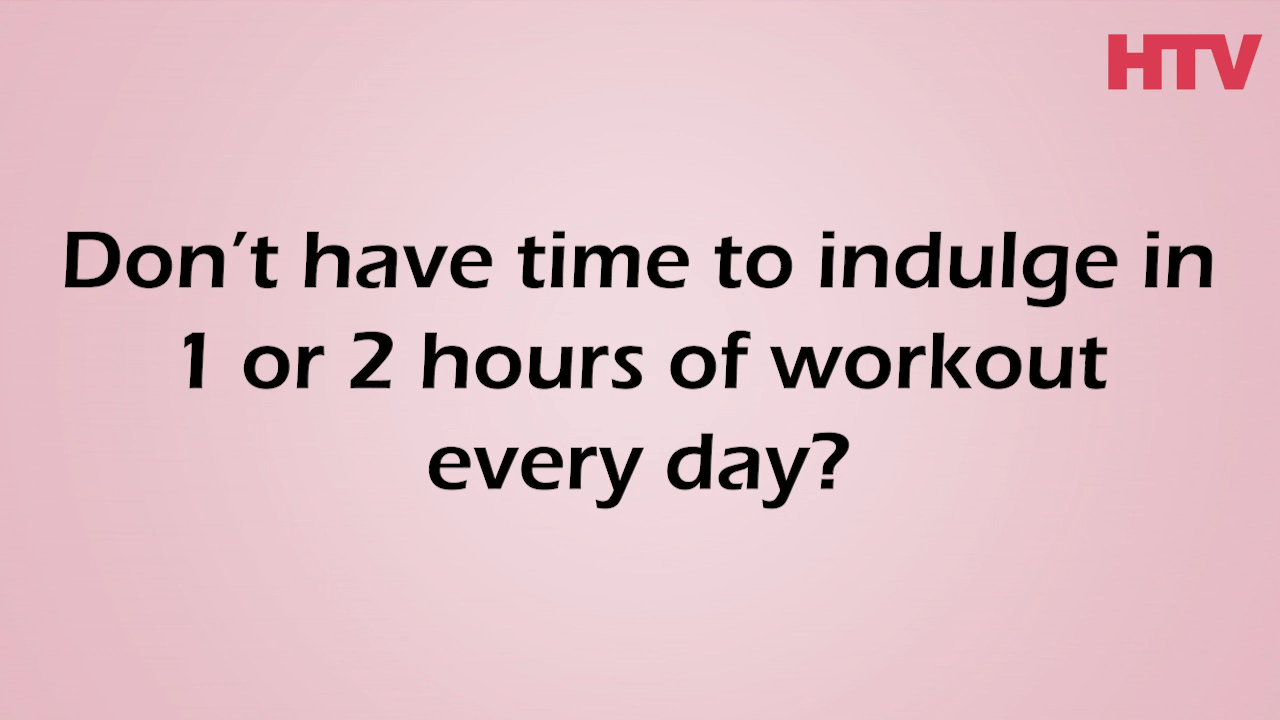 HTV
Don't have time to indulge in
1 or 2 hours of workout
every day?